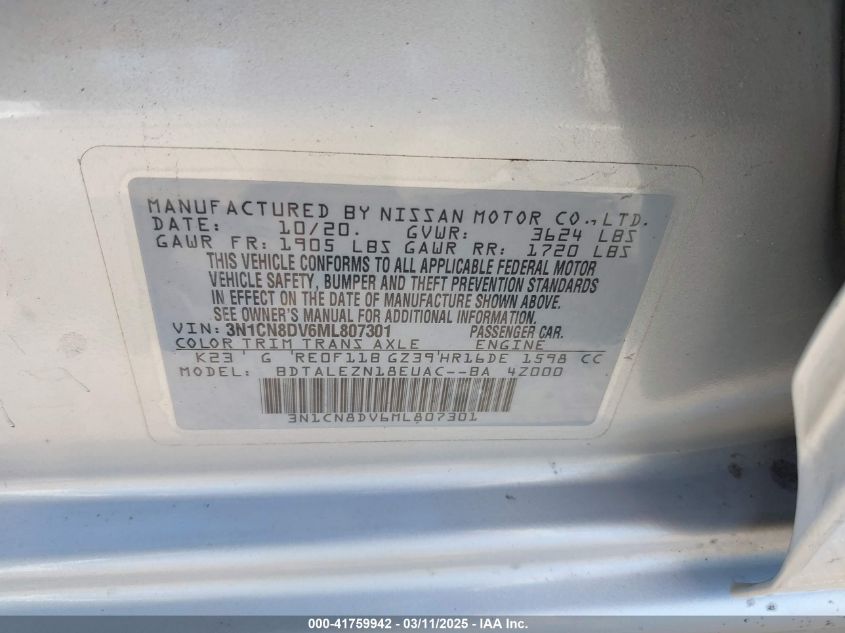 MANUFACTURED BY NISSAN MOTOR CO.,LTD.
DATE: 10/20. GVWR: 3624 LBS
GAWR FR: 1905 LBS GAWR RR: 1720 LBS
THIS VEHICLE CONFORMS TO ALL APPLICABLE FEDERAL MOTOR
VEHICLE SAFETY, BUMPER AND THEFT PREVENTION STANDARDS
IN EFFECT ON THE DATE OF MANUFACTURE SHOWN ABOVE.
SEE OWNER'S MANUAL FOR ADDITIONAL INFORMATION
VIN: 3N1CN8DV6ML807301 PASSENGER CAR.
COLOR TRIM TRANS AXLE ENGINE
K23 G RE0F11B GZ39 HR16DE 1598 CC
MODEL: BDTALEZN18EUAC--BA 4Z000
3N1CN8DV6ML807301
000-41759942 - 03/11/2025 - IAA Inc.